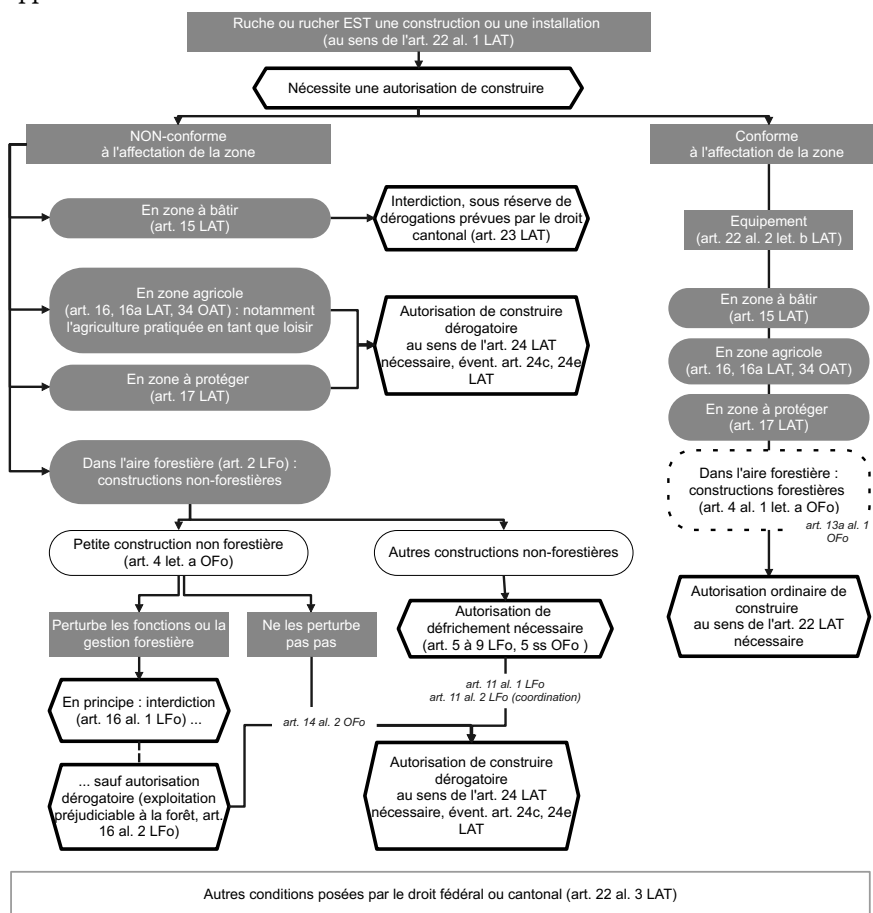 Ruche ou rucher EST une construction ou une installation
(au sens de l'art. 22 al. 1 LAT)
Nécessite une autorisation de construire
NON-conforme
à l'affectation de la zone
Conforme
à l'affectation de la zone
En zone à bâtir
(art. 15 LAT)
Interdiction, sous réserve de
dérogations prévues par le droit
cantonal (art. 23 LAT)
Equipement
(art. 22 al. 2 let. b LAT)
En zone agricole
(art. 16, 16a LAT, 34 OAT) : notamment
l'agriculture pratiquée en tant que loisir
En zone à protéger
(art. 17 LAT)
Autorisation de construire
dérogatoire
au sens de l'art. 24 LAT
nécessaire, évent. art. 24c, 24e
LAT
En zone à bâtir
(art. 15 LAT)
En zone agricole
(art. 16, 16a LAT, 34 OAT)
En zone à protéger
(art. 17 LAT)
Dans l'aire forestière :
constructions forestières
(art. 4 al. 1 let. a OFo)
art. 13a al. 1
OFo
Autorisation ordinaire de
construire
au sens de l'art. 22 LAT
nécessaire
Dans l'aire forestière (art. 2 LFo) :
constructions non-forestières
Petite construction non forestière
(art. 4 let. a OFo)
Autres constructions non-forestières
Perturbe les fonctions ou la
gestion forestière
Ne les perturbe
pas pas
Autorisation de
défrichement nécessaire
(art. 5 à 9 LFo, 5 ss OFo )
art. 11 al. 1 LFo
art. 11 al. 2 LFo (coordination)
En principe : interdiction
(art. 16 al. 1 LFo) ...
art. 14 al. 2 OFo
... sauf autorisation
dérogatoire (exploitation
préjudiciable à la forêt, art.
16 al. 2 LFo)
Autorisation de construire
dérogatoire
au sens de l'art. 24 LAT
nécessaire, évent. art. 24c, 24e
LAT
Autres conditions posées par le droit fédéral ou cantonal (art. 22 al. 3 LAT)